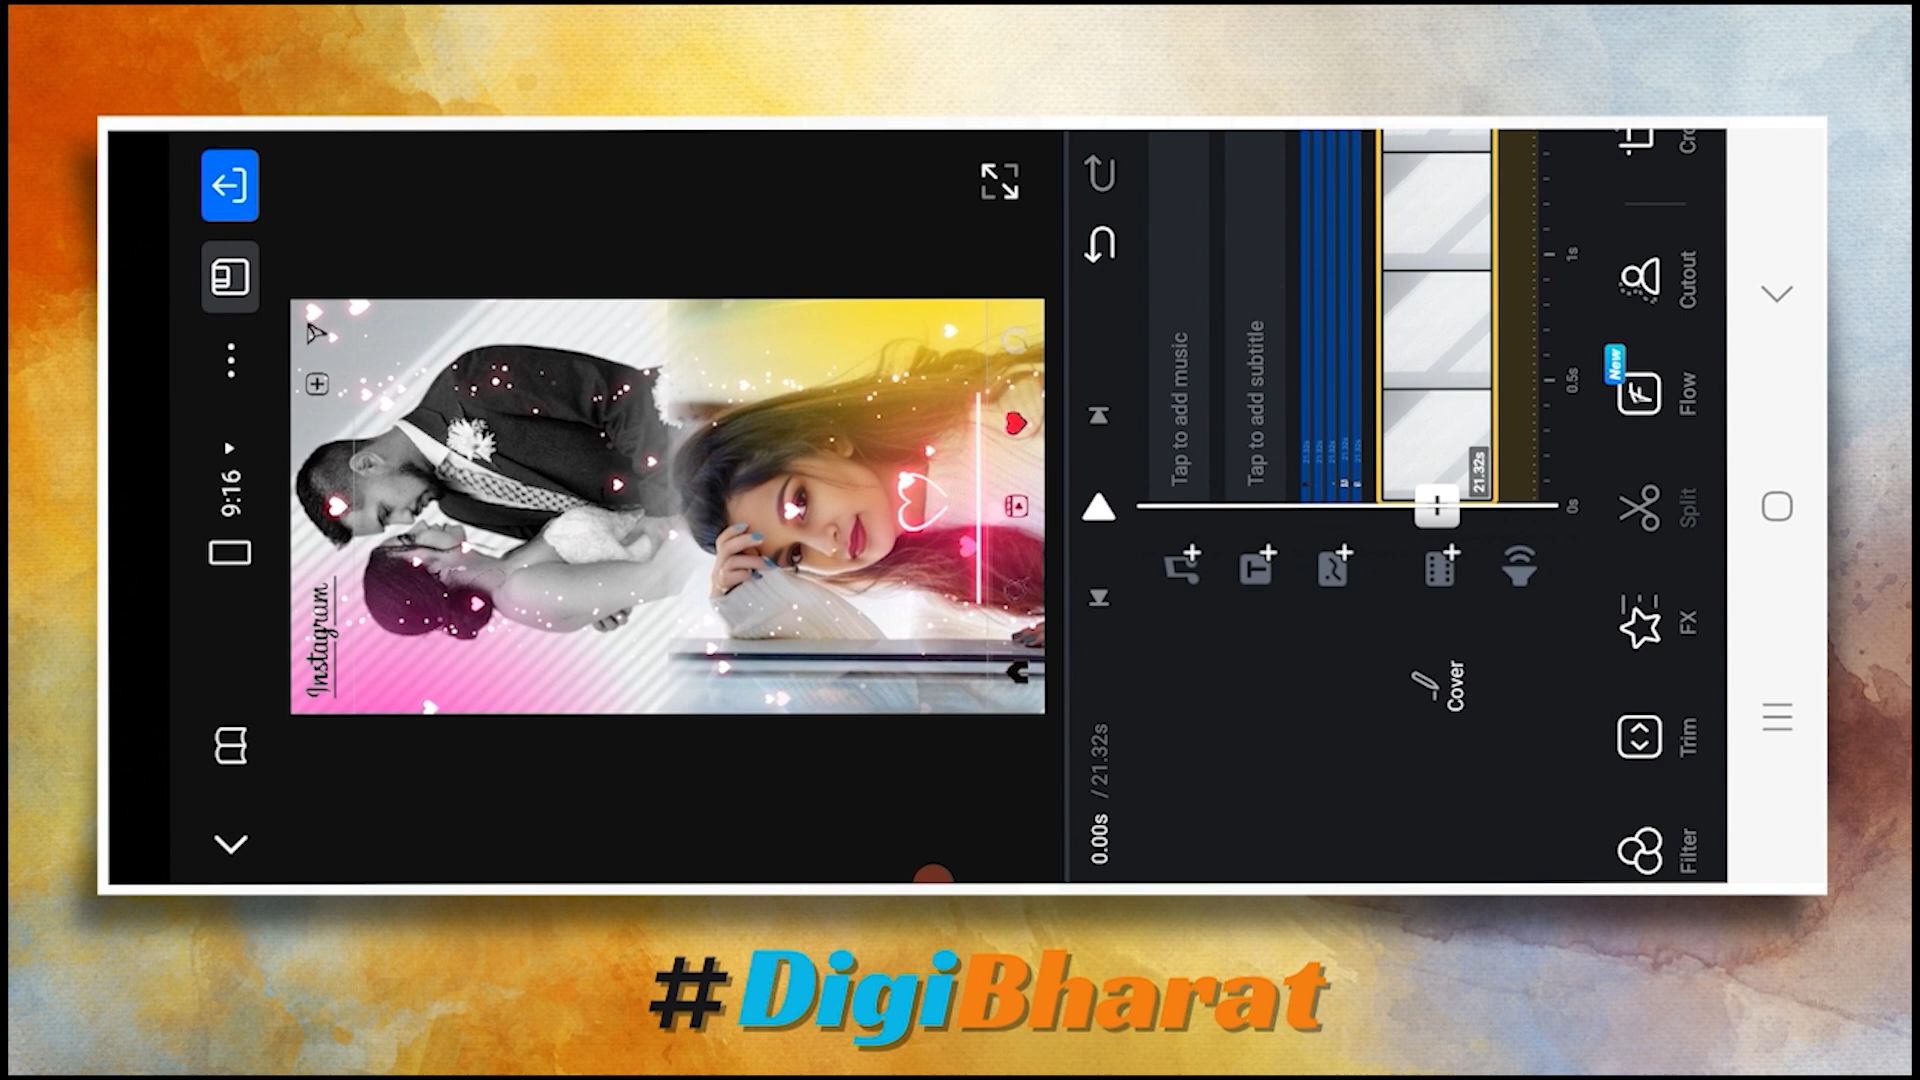 9:16
Instagram
0.00s / 21.32s
Tap to add music
Tap to add subtitle
21.32s
Cover
0s
0.5s
1s
Filter
Trim
FX
Split
Flow
New
Cutout
#DigiBharat